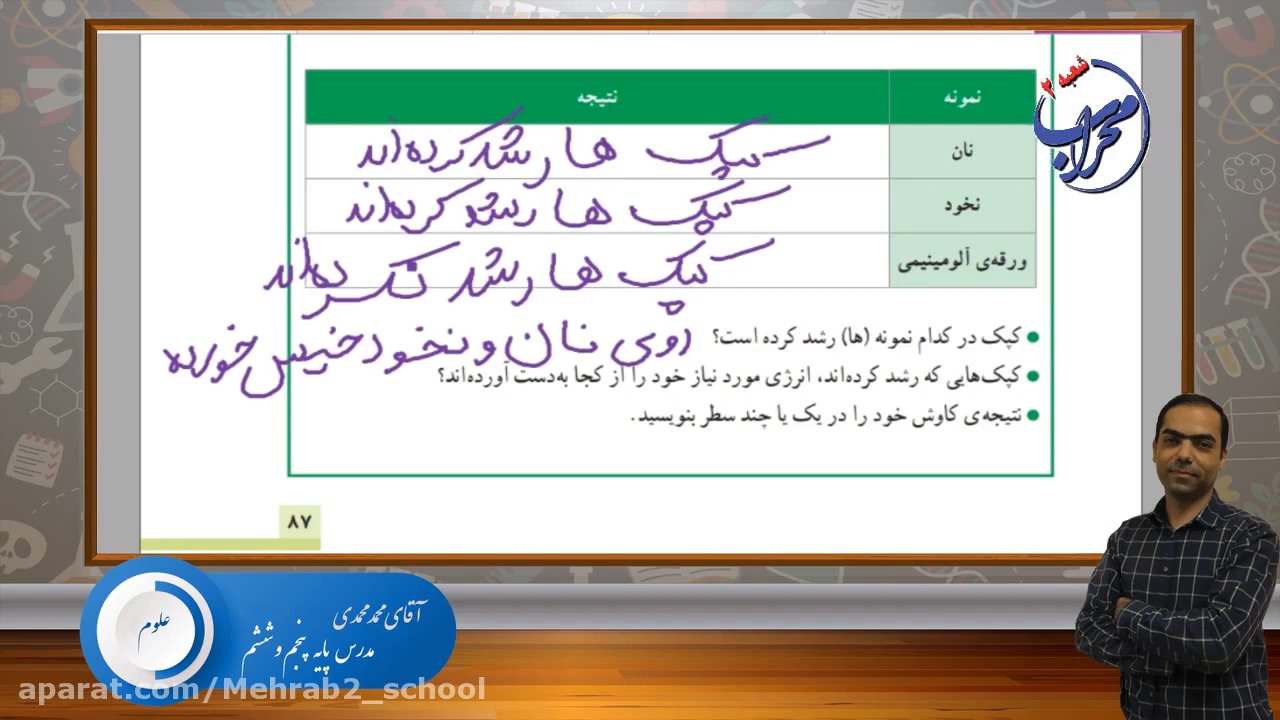 شعبه ۲
محراب
نمونه نتیجه
نان کپک ها رشد کرده‌اند
نخود کپک ها رشد کرده‌اند
ورقه‌ی آلومینیمی کپک ها رشد نکرده‌اند
کپک در کدام نمونه (ها) رشد کرده است؟ روی نان و نخود خیس خورده
کپک‌هایی که رشد کرده‌اند، انرژی مورد نیاز خود را از کجا به‌دست آورده‌اند؟
نتیجه‌ی کاوش خود را در یک یا چند سطر بنویسید.
۸۷
علوم
آقای محمدمحمدی
مدرس پایه پنجم و ششم
aparat.com/Mehrab2_school